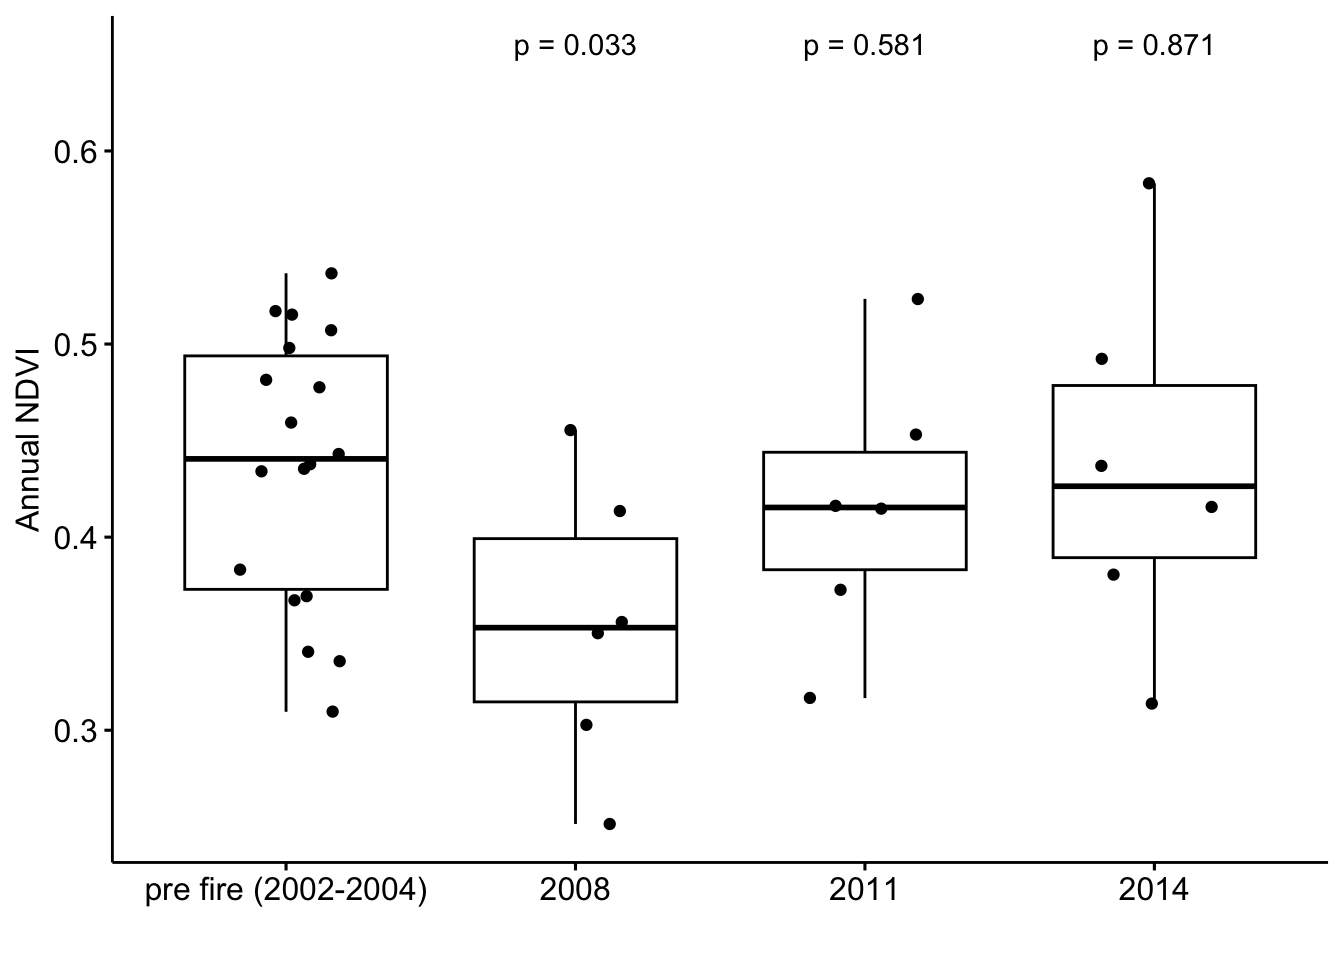 p = 0.033 p = 0.581 p = 0.871
0.6
0.5
0.4
0.3
Annual NDVI
pre fire (2002-2004) 2008 2011 2014